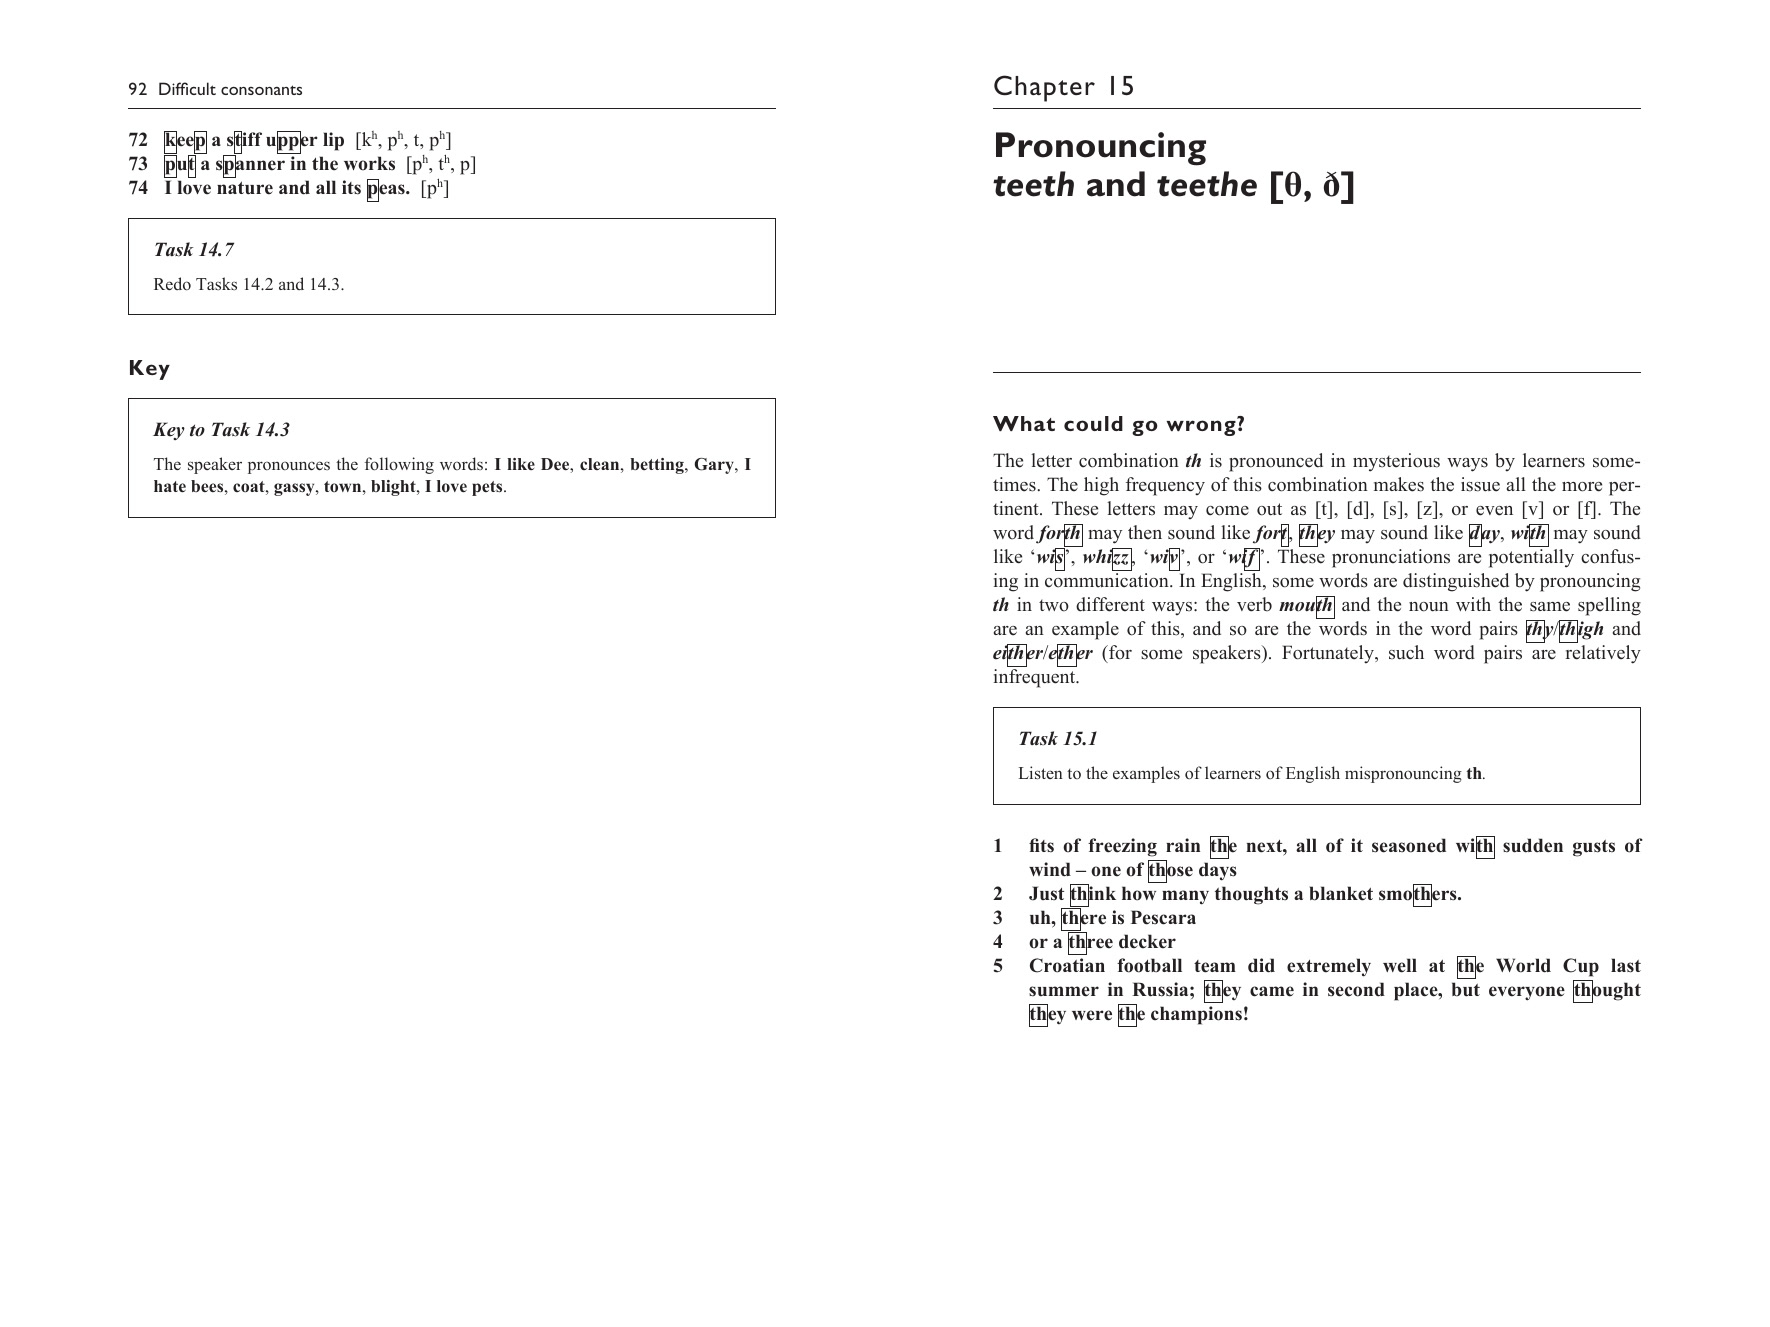 92 Difficult consonants
72 keep a stiff upper lip [kʰ, pʰ, t, pʰ]
73 put a spanner in the works [pʰ, tʰ, p]
74 I love nature and all its peas. [pʰ]
Task 14.7
Redo Tasks 14.2 and 14.3.
Key
Key to Task 14.3
The speaker pronounces the following words: I like Dee, clean, betting, Gary, I
hate bees, coat, gassy, town, blight, I love pets.
Chapter 15
Pronouncing
teeth and teethe [θ, ð]
What could go wrong?
The letter combination th is pronounced in mysterious ways by learners some-
times. The high frequency of this combination makes the issue all the more per-
tinent. These letters may come out as [t], [d], [s], [z], or even [v] or [f]. The
word forth may then sound like fort, they may sound like day, with may sound
like ‘wis’, whizz, ‘wiv’, or ‘wif’. These pronunciations are potentially confus-
ing in communication. In English, some words are distinguished by pronouncing
th in two different ways: the verb mouth and the noun with the same spelling
are an example of this, and so are the words in the word pairs thy/thigh and
either/ether (for some speakers). Fortunately, such word pairs are relatively
infrequent.
Task 15.1
Listen to the examples of learners of English mispronouncing th.
1 fits of freezing rain the next, all of it seasoned with sudden gusts of
wind – one of those days
2 Just think how many thoughts a blanket smothers.
3 uh, there is Pescara
4 or a three decker
5 Croatian football team did extremely well at the World Cup last
summer in Russia; they came in second place, but everyone thought
they were the champions!